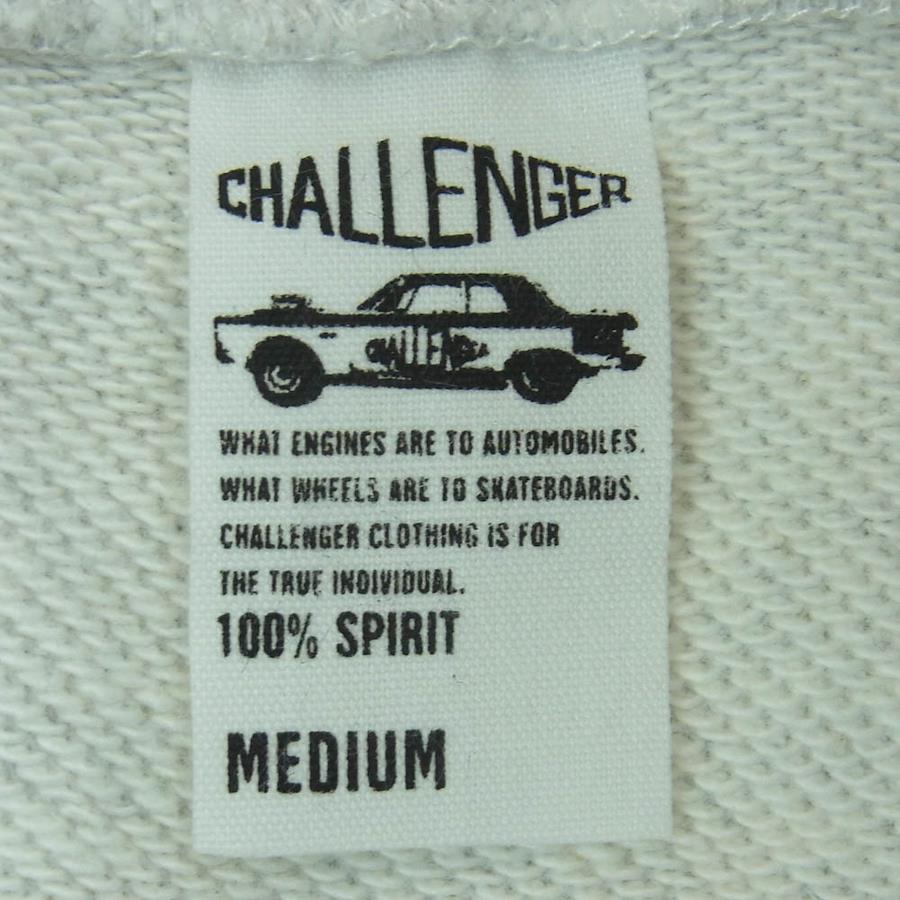 CHALLENGER
CHALLENGER
WHAT ENGINES ARE TO AUTOMOBILES.
WHAT WHEELS ARE TO SKATEBOARDS.
CHALLENGER CLOTHING IS FOR
THE TRUE INDIVIDUAL.
100% SPIRIT
MEDIUM